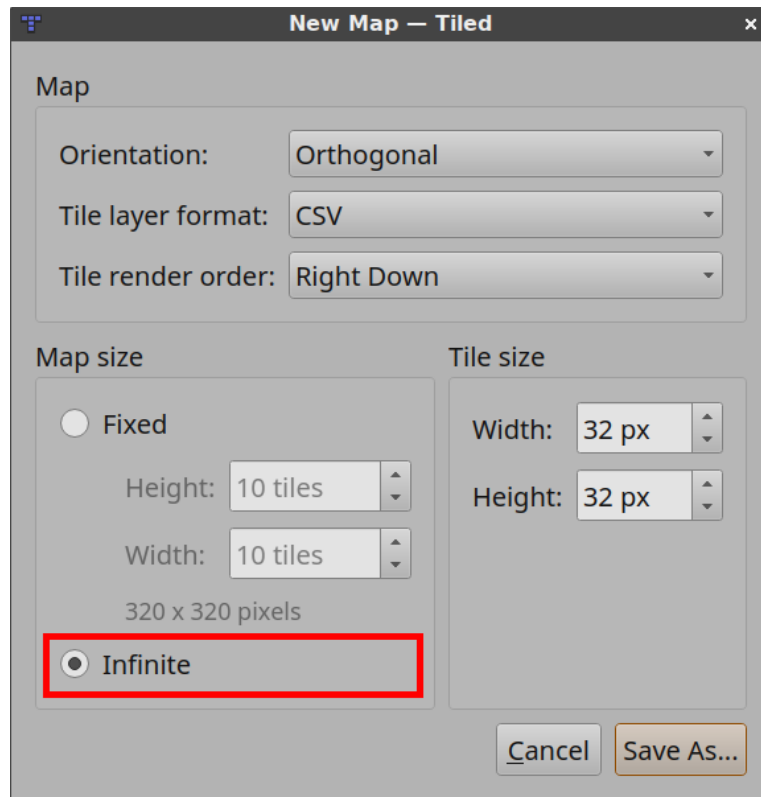 New Map — Tiled
Map
Orientation: Orthogonal
Tile layer format: CSV
Tile render order: Right Down
Map size
Fixed
Height: 10 tiles
Width: 10 tiles
320 x 320 pixels
Infinite
Tile size
Width: 32 px
Height: 32 px
Cancel Save As...